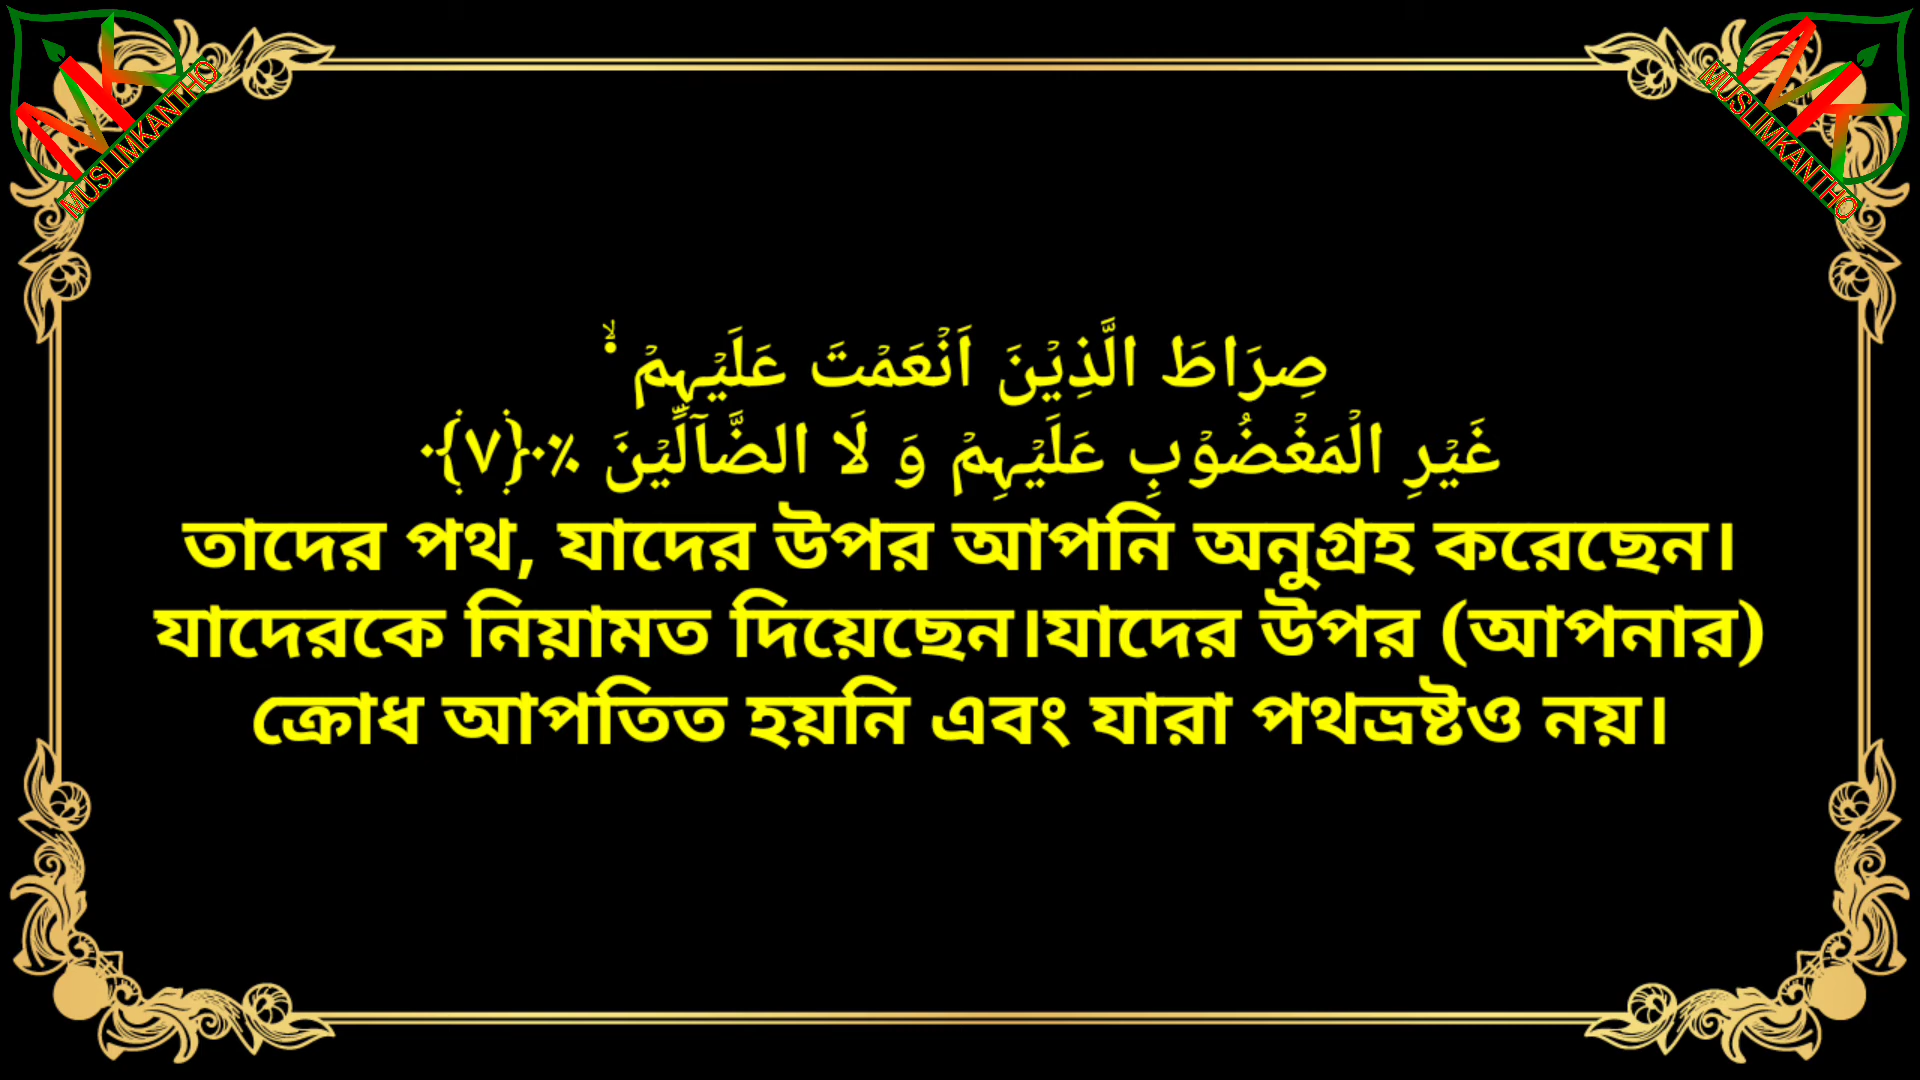 MUSLIMKANTHO
MUSLIMKANTHO
صِرَاطَ الَّذِیۡنَ اَنۡعَمۡتَ عَلَیۡہِمۡ ۬ۙ
غَیۡرِ الۡمَغۡضُوۡبِ عَلَیۡہِمۡ وَ لَا الضَّآلِّیۡنَ ٪﴿۷﴾
তাদের পথ, যাদের উপর আপনি অনুগ্রহ করেছেন।
যাদেরকে নিয়ামত দিয়েছেন।যাদের উপর (আপনার)
ক্রোধ আপতিত হয়নি এবং যারা পথভ্রষ্টও নয়।